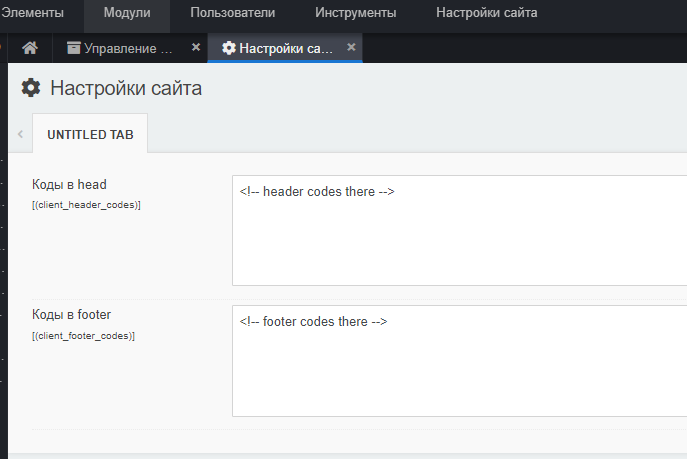 Элементы Модули Пользователи Инструменты Настройки сайта
Управление ... Настройки са...
Настройки сайта
UNTITLED TAB
Коды в head
[(client_header_codes)]
<!-- header codes there -->
Коды в footer
[(client_footer_codes)]
<!-- footer codes there -->